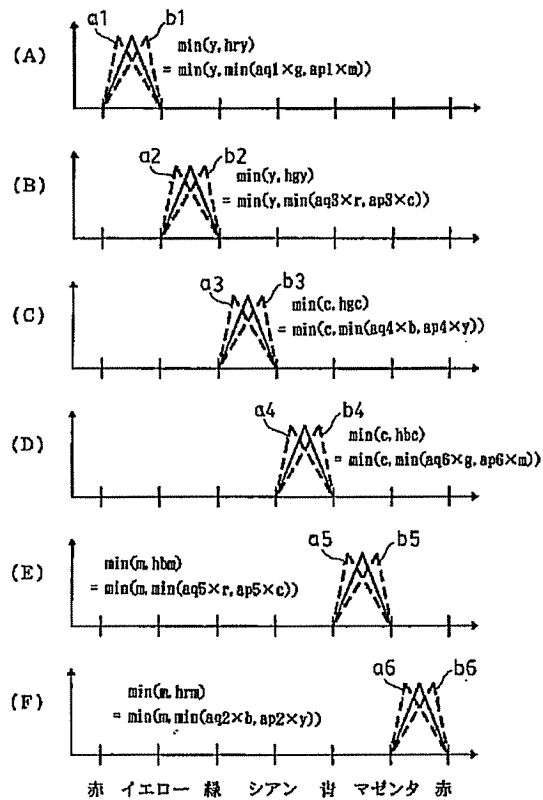 a1 b1
(A) min(y, hry)
= min(y, min(aq1×g, ap1×m))
a2 b2
(B) min(y, hgy)
= min(y, min(aq3×r, ap3×c))
a3 b3
(C) min(c, hgc)
= min(c, min(aq4×b, ap4×y))
a4 b4
(D) min(c, hbc)
= min(c, min(aq6×g, ap6×m))
a5 b5
(E) min(m, hbm)
= min(m, min(aq5×r, ap5×c))
a6 b6
(F) min(m, hrm)
= min(m, min(aq2×b, ap2×y))
赤 イエロー 緑 シアン 青 マゼンタ 赤